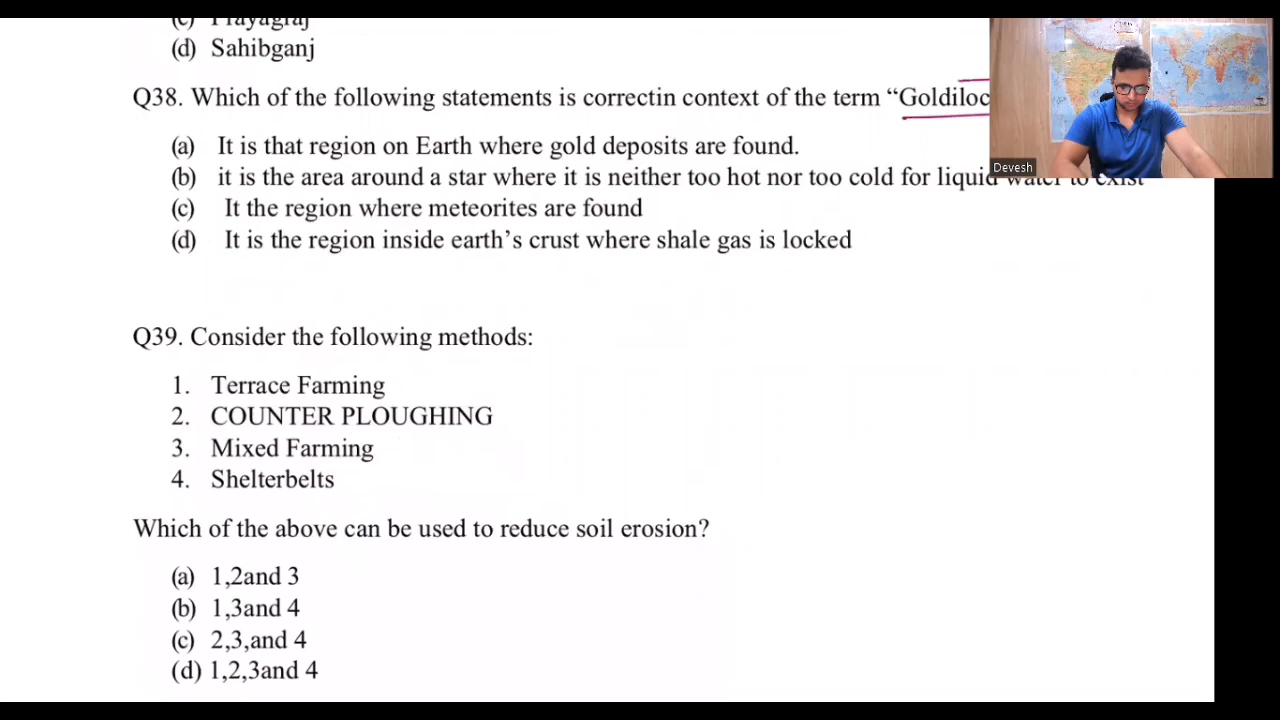 (c) Prayagraj
(d) Sahibganj
Q38. Which of the following statements is correctin context of the term “Goldiloc
(a) It is that region on Earth where gold deposits are found.
(b) it is the area around a star where it is neither too hot nor too cold for liquid water to exist
(c) It the region where meteorites are found
(d) It is the region inside earth’s crust where shale gas is locked
Devesh
Q39. Consider the following methods:
1. Terrace Farming
2. COUNTER PLOUGHING
3. Mixed Farming
4. Shelterbelts
Which of the above can be used to reduce soil erosion?
(a) 1,2and 3
(b) 1,3and 4
(c) 2,3,and 4
(d) 1,2,3and 4